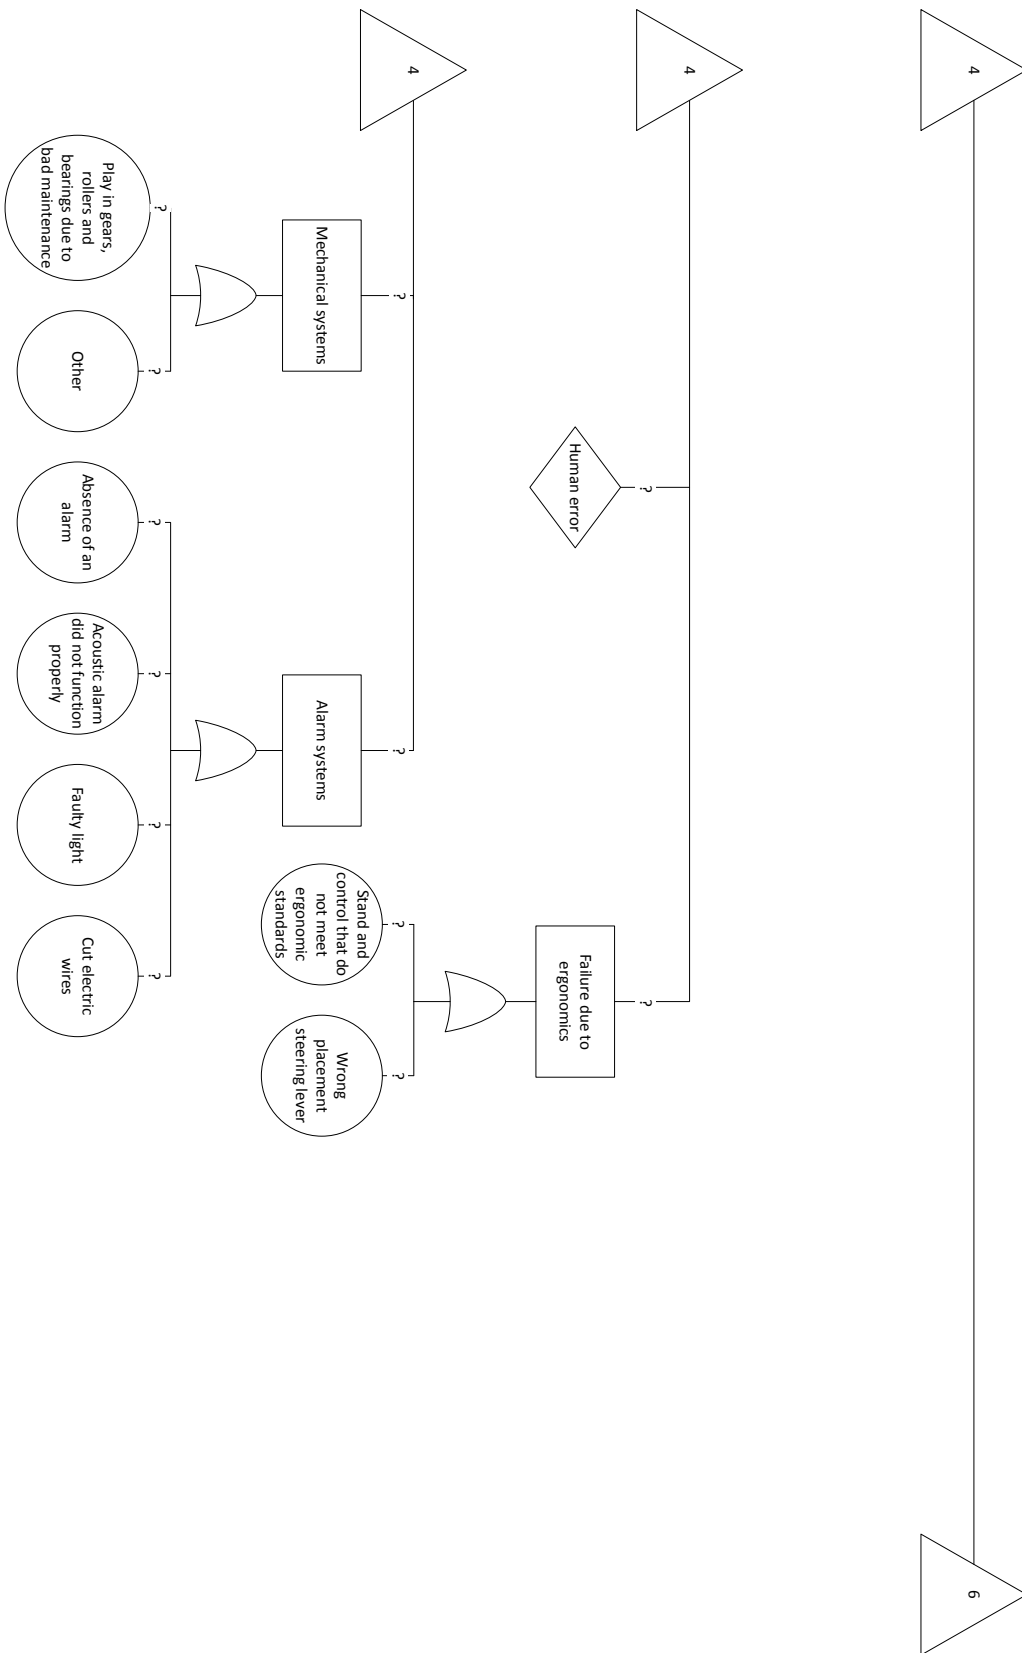 4
6
4
?
?
Human error
Failure due to
ergonomics
4
?
?
?
?
Mechanical systems
Alarm systems
Stand and
control that do
not meet
ergonomic
standards
Wrong
placement
steering lever
?
?
?
?
?
?
Play in gears,
rollers and
bearings due to
bad maintenance
Other
Absence of an
alarm
Acoustic alarm
did not function
properly
Faulty light
Cut electric
wires